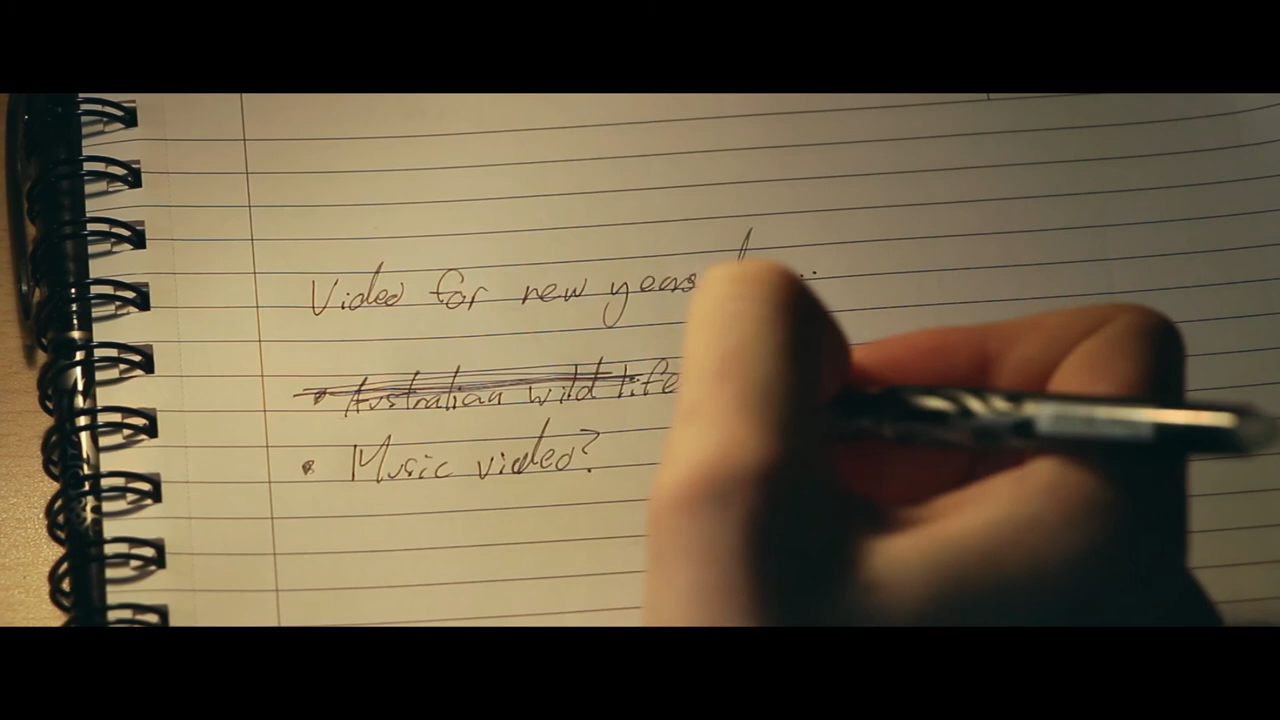 Video for new years ...
• Australian wild life
• Music video?